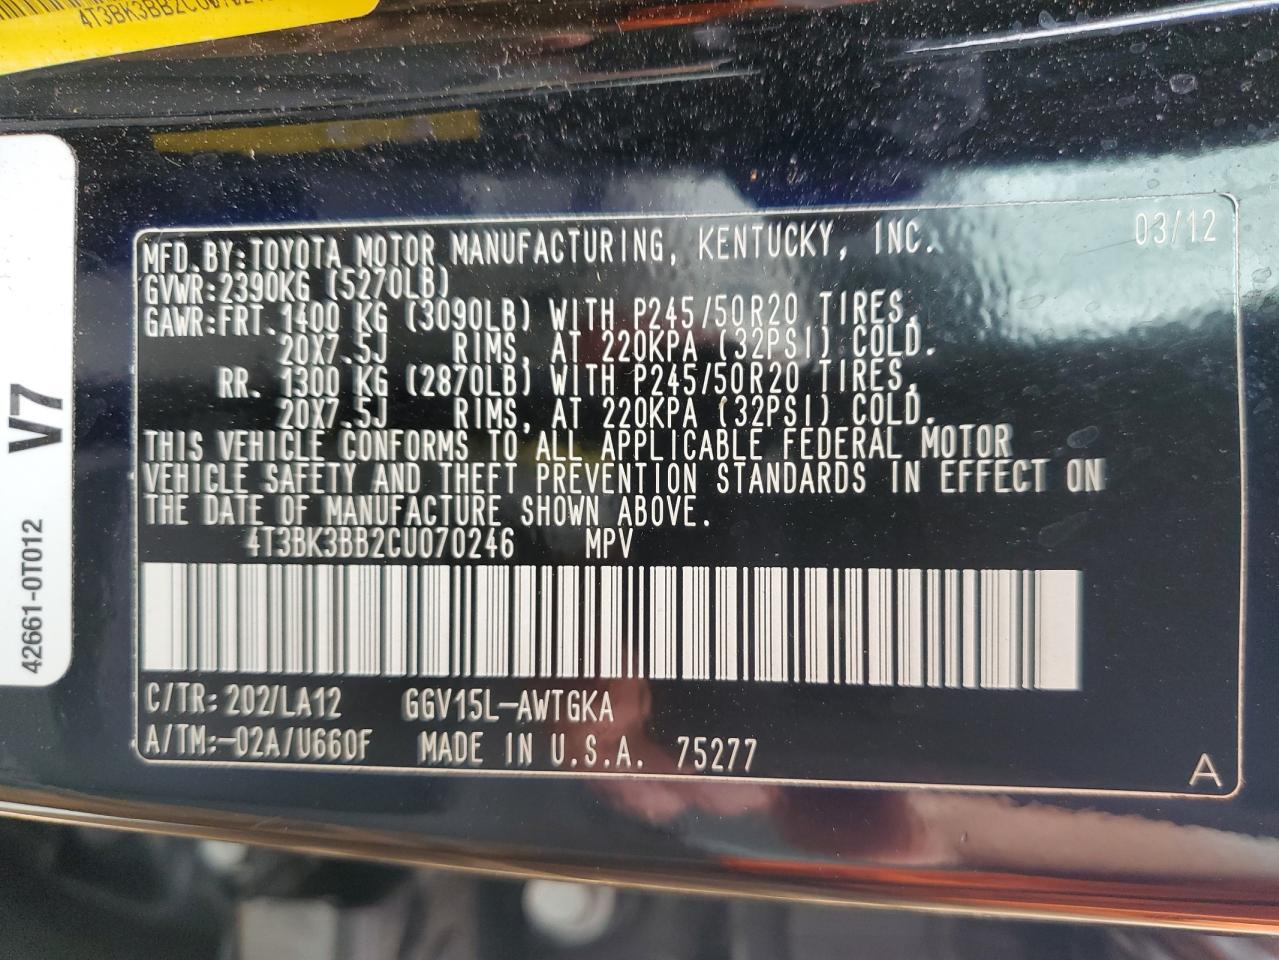 4T3BK3BB2CU0702
MFD.BY:TOYOTA MOTOR MANUFACTURING, KENTUCKY, INC. 03/12
GVWR:2390KG (5270LB)
GAWR:FRT.1400 KG (3090LB) WITH P245/50R20 TIRES,
20X7.5J RIMS, AT 220KPA (32PSI) COLD.
RR. 1300 KG (2870LB) WITH P245/50R20 TIRES,
20X7.5J RIMS, AT 220KPA (32PSI) COLD.
THIS VEHICLE CONFORMS TO ALL APPLICABLE FEDERAL MOTOR
VEHICLE SAFETY AND THEFT PREVENTION STANDARDS IN EFFECT ON
THE DATE OF MANUFACTURE SHOWN ABOVE.
4T3BK3BB2CU070246 MPV
C/TR:202/LA12 GGV15L-AWTGKA
A/TM:-02A/U660F MADE IN U.S.A. 75277
A
V7
42661-0T012